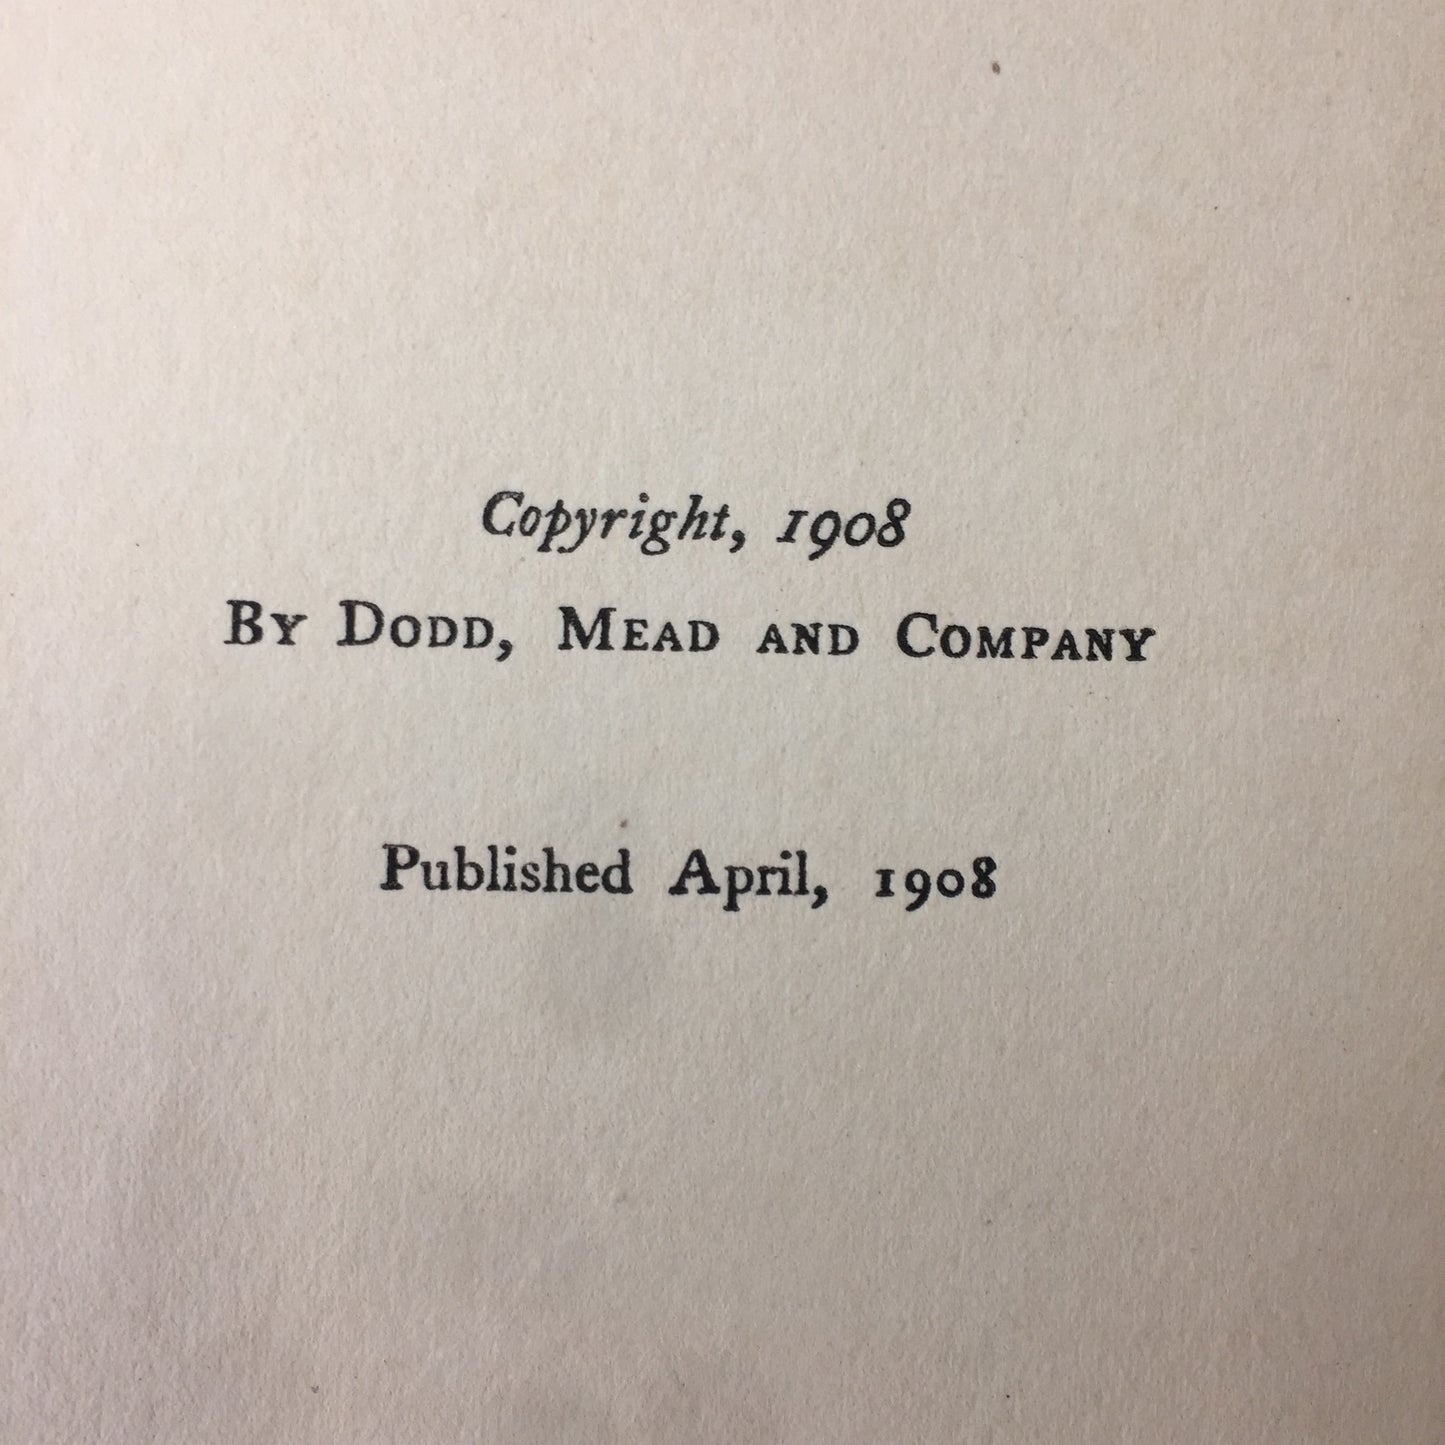 Copyright, 1908
By Dodd, Mead and Company
Published April, 1908